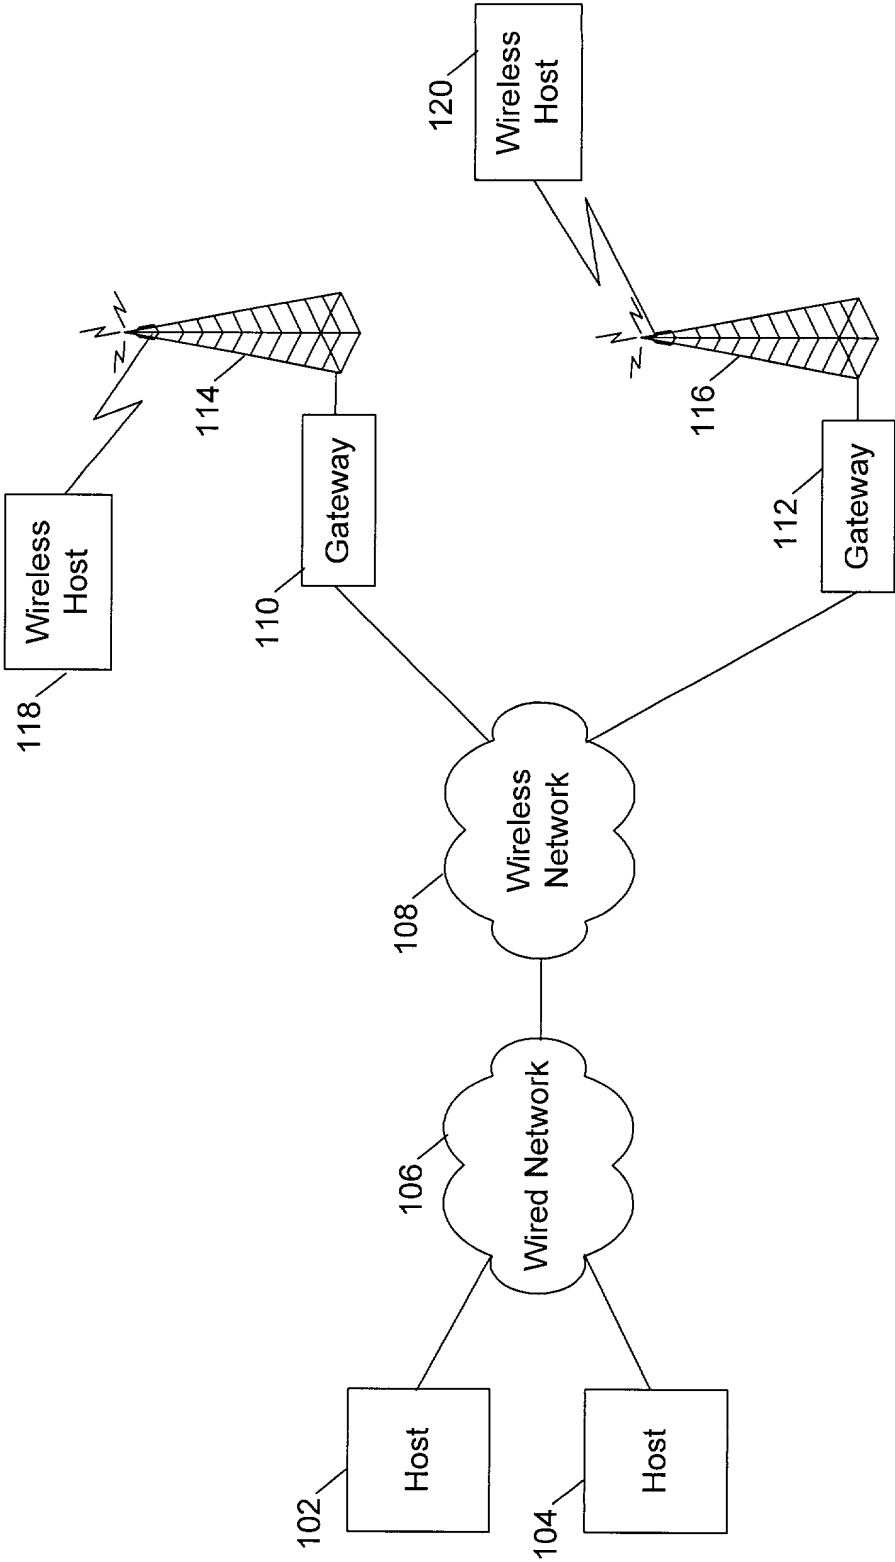 118
Wireless
Host
114
110
Gateway
120
Wireless
Host
116
112
Gateway
108
Wireless
Network
106
Wired Network
102
Host
104
Host